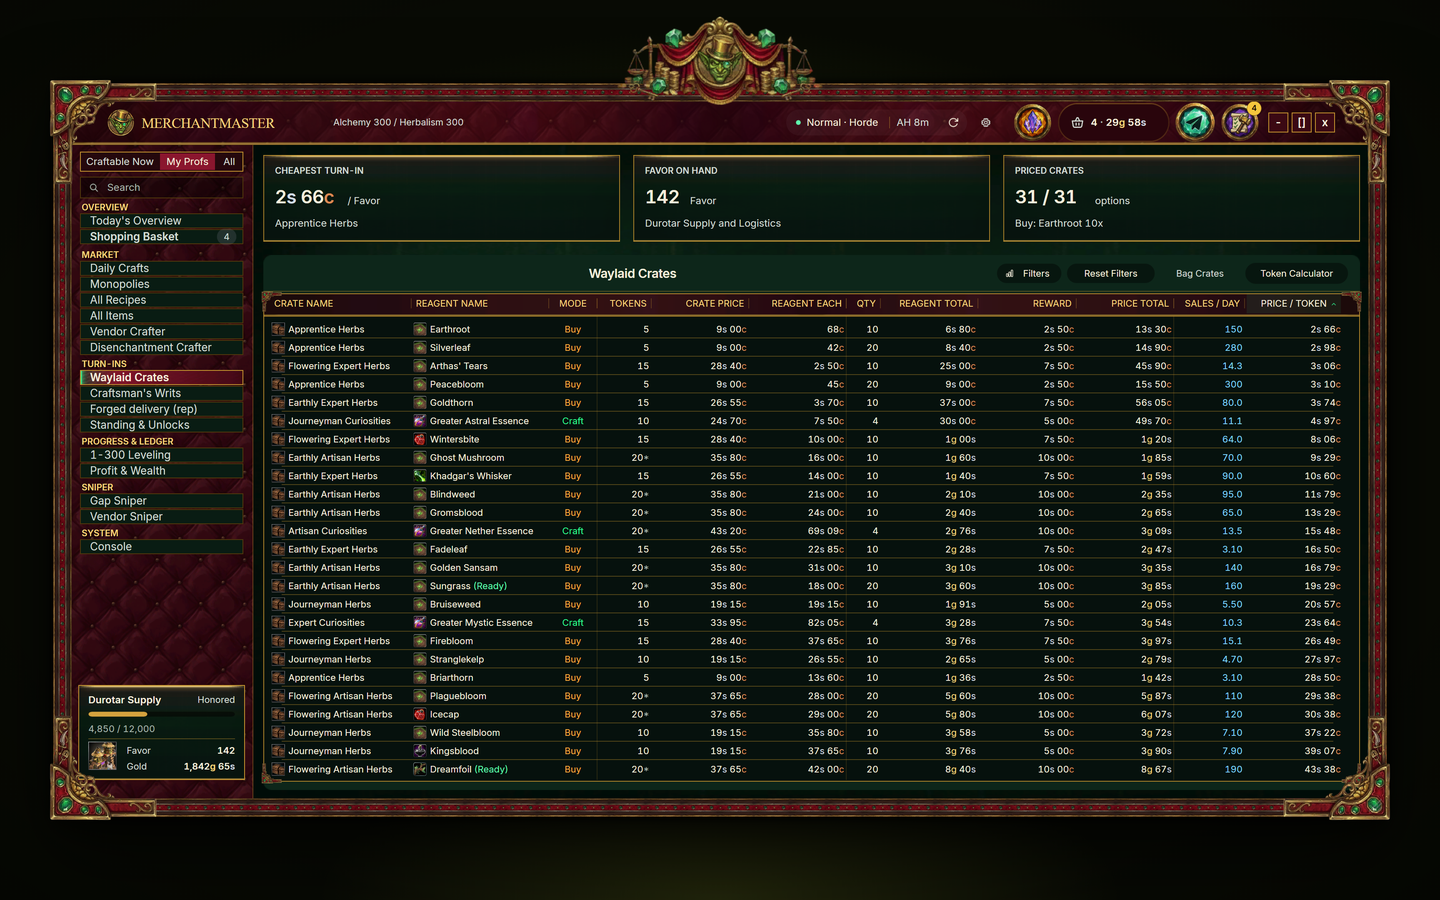 MERCHANTMASTER
Alchemy 300 / Herbalism 300
Normal · Horde
AH 8m
4 · 29g 58s
4
-
[]
x
Craftable Now My Profs All
Search
OVERVIEW
Today's Overview
Shopping Basket 4
MARKET
Daily Crafts
Monopolies
All Recipes
All Items
Vendor Crafter
Disenchantment Crafter
TURN-INS
Waylaid Crates
Craftsman's Writs
Forged delivery (rep)
Standing & Unlocks
PROGRESS & LEDGER
1-300 Leveling
Profit & Wealth
SNIPER
Gap Sniper
Vendor Sniper
SYSTEM
Console
Durotar Supply Honored
4,850 / 12,000
Favor 142
Gold 1,842g 65s
CHEAPEST TURN-IN
2s 66c / Favor
Apprentice Herbs
FAVOR ON HAND
142 Favor
Durotar Supply and Logistics
PRICED CRATES
31 / 31 options
Buy: Earthroot 10x
Waylaid Crates
Filters Reset Filters Bag Crates Token Calculator
CRATE NAME REAGENT NAME MODE TOKENS CRATE PRICE REAGENT EACH QTY REAGENT TOTAL REWARD PRICE TOTAL SALES / DAY PRICE / TOKEN
Apprentice Herbs Earthroot Buy 5 9s 00c 68c 10 6s 80c 2s 50c 13s 30c 150 2s 66c
Apprentice Herbs Silverleaf Buy 5 9s 00c 42c 20 8s 40c 2s 50c 14s 90c 280 2s 98c
Flowering Expert Herbs Arthas' Tears Buy 15 28s 40c 2s 50c 10 25s 00c 7s 50c 45s 90c 14.3 3s 06c
Apprentice Herbs Peacebloom Buy 5 9s 00c 45c 20 9s 00c 2s 50c 15s 50c 300 3s 10c
Earthly Expert Herbs Goldthorn Buy 15 26s 55c 3s 70c 10 37s 00c 7s 50c 56s 05c 80.0 3s 74c
Journeyman Curiosities Greater Astral Essence Craft 10 24s 70c 7s 50c 4 30s 00c 5s 00c 49s 70c 11.1 4s 97c
Flowering Expert Herbs Wintersbite Buy 15 28s 40c 10s 00c 10 1g 00s 7s 50c 1g 20s 64.0 8s 06c
Earthly Artisan Herbs Ghost Mushroom Buy 20* 35s 80c 16s 00c 10 1g 60s 10s 00c 1g 85s 70.0 9s 29c
Earthly Expert Herbs Khadgar's Whisker Buy 15 26s 55c 14s 00c 10 1g 40s 7s 50c 1g 59s 90.0 10s 60c
Earthly Artisan Herbs Blindweed Buy 20* 35s 80c 21s 00c 10 2g 10s 10s 00c 2g 35s 95.0 11s 79c
Earthly Artisan Herbs Gromsblood Buy 20* 35s 80c 24s 00c 10 2g 40s 10s 00c 2g 65s 65.0 13s 29c
Artisan Curiosities Greater Nether Essence Craft 20* 43s 20c 69s 09c 4 2g 76s 10s 00c 3g 09s 13.5 15s 48c
Earthly Expert Herbs Fadeleaf Buy 15 26s 55c 22s 85c 10 2g 28s 7s 50c 2g 47s 3.10 16s 50c
Earthly Artisan Herbs Golden Sansam Buy 20* 35s 80c 31s 00c 10 3g 10s 10s 00c 3g 35s 140 16s 79c
Earthly Artisan Herbs Sungrass (Ready) Buy 20* 35s 80c 18s 00c 20 3g 60s 10s 00c 3g 85s 160 19s 29c
Journeyman Herbs Bruiseweed Buy 10 19s 15c 19s 15c 10 1g 91s 5s 00c 2g 05s 5.50 20s 57c
Expert Curiosities Greater Mystic Essence Craft 15 33s 95c 82s 05c 4 3g 28s 7s 50c 3g 54s 10.3 23s 64c
Flowering Expert Herbs Firebloom Buy 15 28s 40c 37s 65c 10 3g 76s 7s 50c 3g 97s 15.1 26s 49c
Journeyman Herbs Stranglekelp Buy 10 19s 15c 26s 55c 10 2g 65s 5s 00c 2g 79s 4.70 27s 97c
Apprentice Herbs Briarthorn Buy 5 9s 00c 13s 60c 10 1g 36s 2s 50c 1g 42s 3.10 28s 50c
Flowering Artisan Herbs Plaguebloom Buy 20* 37s 65c 28s 00c 20 5g 60s 10s 00c 5g 87s 110 29s 38c
Flowering Artisan Herbs Icecap Buy 20* 37s 65c 29s 00c 20 5g 80s 10s 00c 6g 07s 120 30s 38c
Journeyman Herbs Wild Steelbloom Buy 10 19s 15c 35s 80c 10 3g 58s 5s 00c 3g 72s 7.10 37s 22c
Journeyman Herbs Kingsblood Buy 10 19s 15c 37s 65c 10 3g 76s 5s 00c 3g 90s 7.90 39s 07c
Flowering Artisan Herbs Dreamfoil (Ready) Buy 20* 37s 65c 42s 00c 20 8g 40s 10s 00c 8g 67s 190 43s 38c